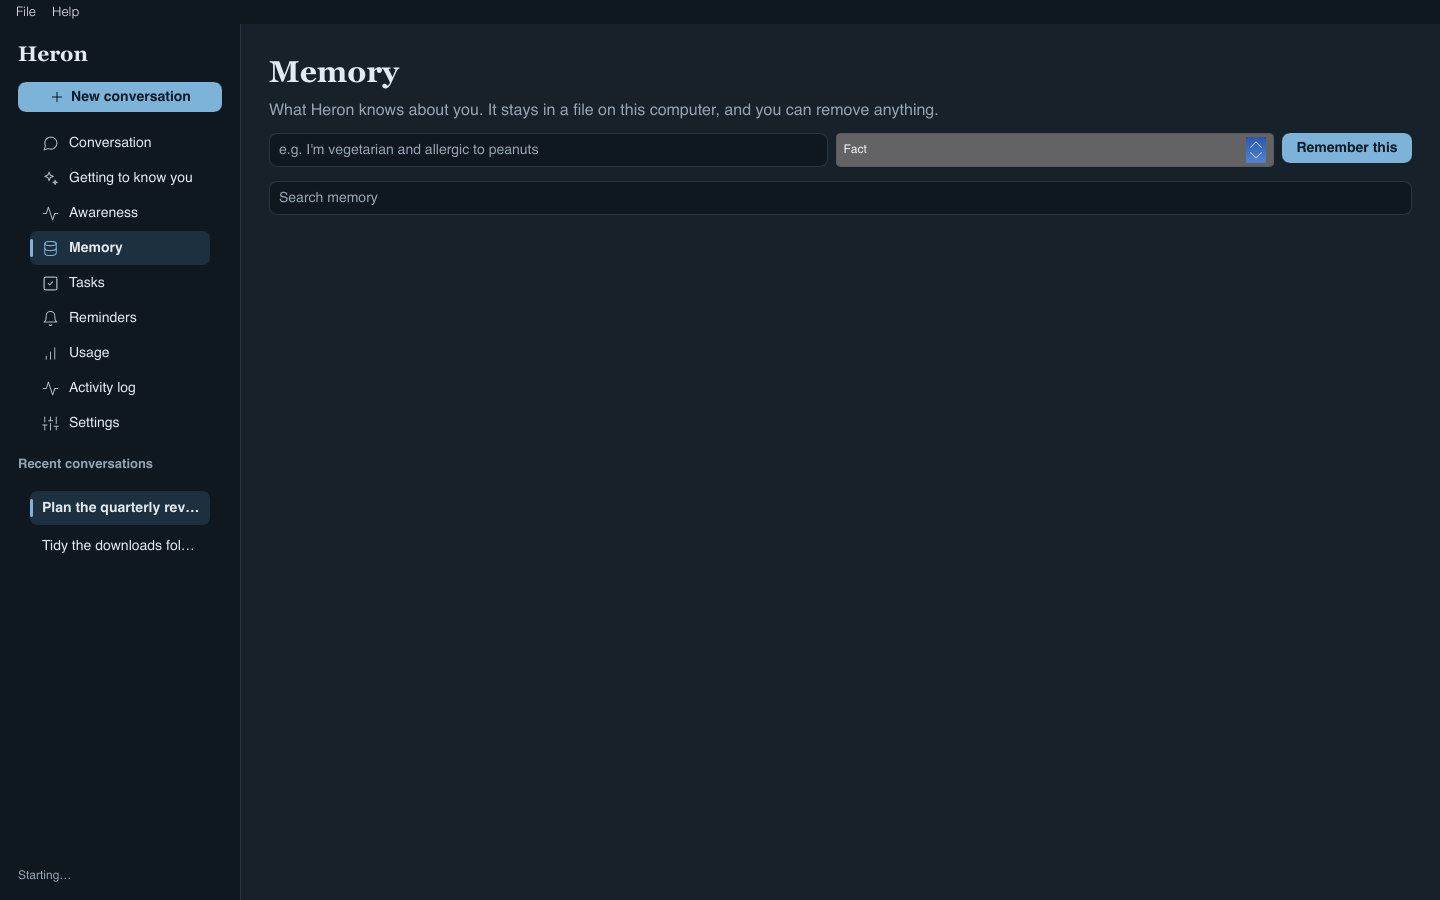 File Help
Heron
New conversation
Conversation
Getting to know you
Awareness
Memory
Tasks
Reminders
Usage
Activity log
Settings
Recent conversations
Plan the quarterly rev…
Tidy the downloads fol…
Starting…
Memory
What Heron knows about you. It stays in a file on this computer, and you can remove anything.
e.g. I'm vegetarian and allergic to peanuts
Fact
Remember this
Search memory